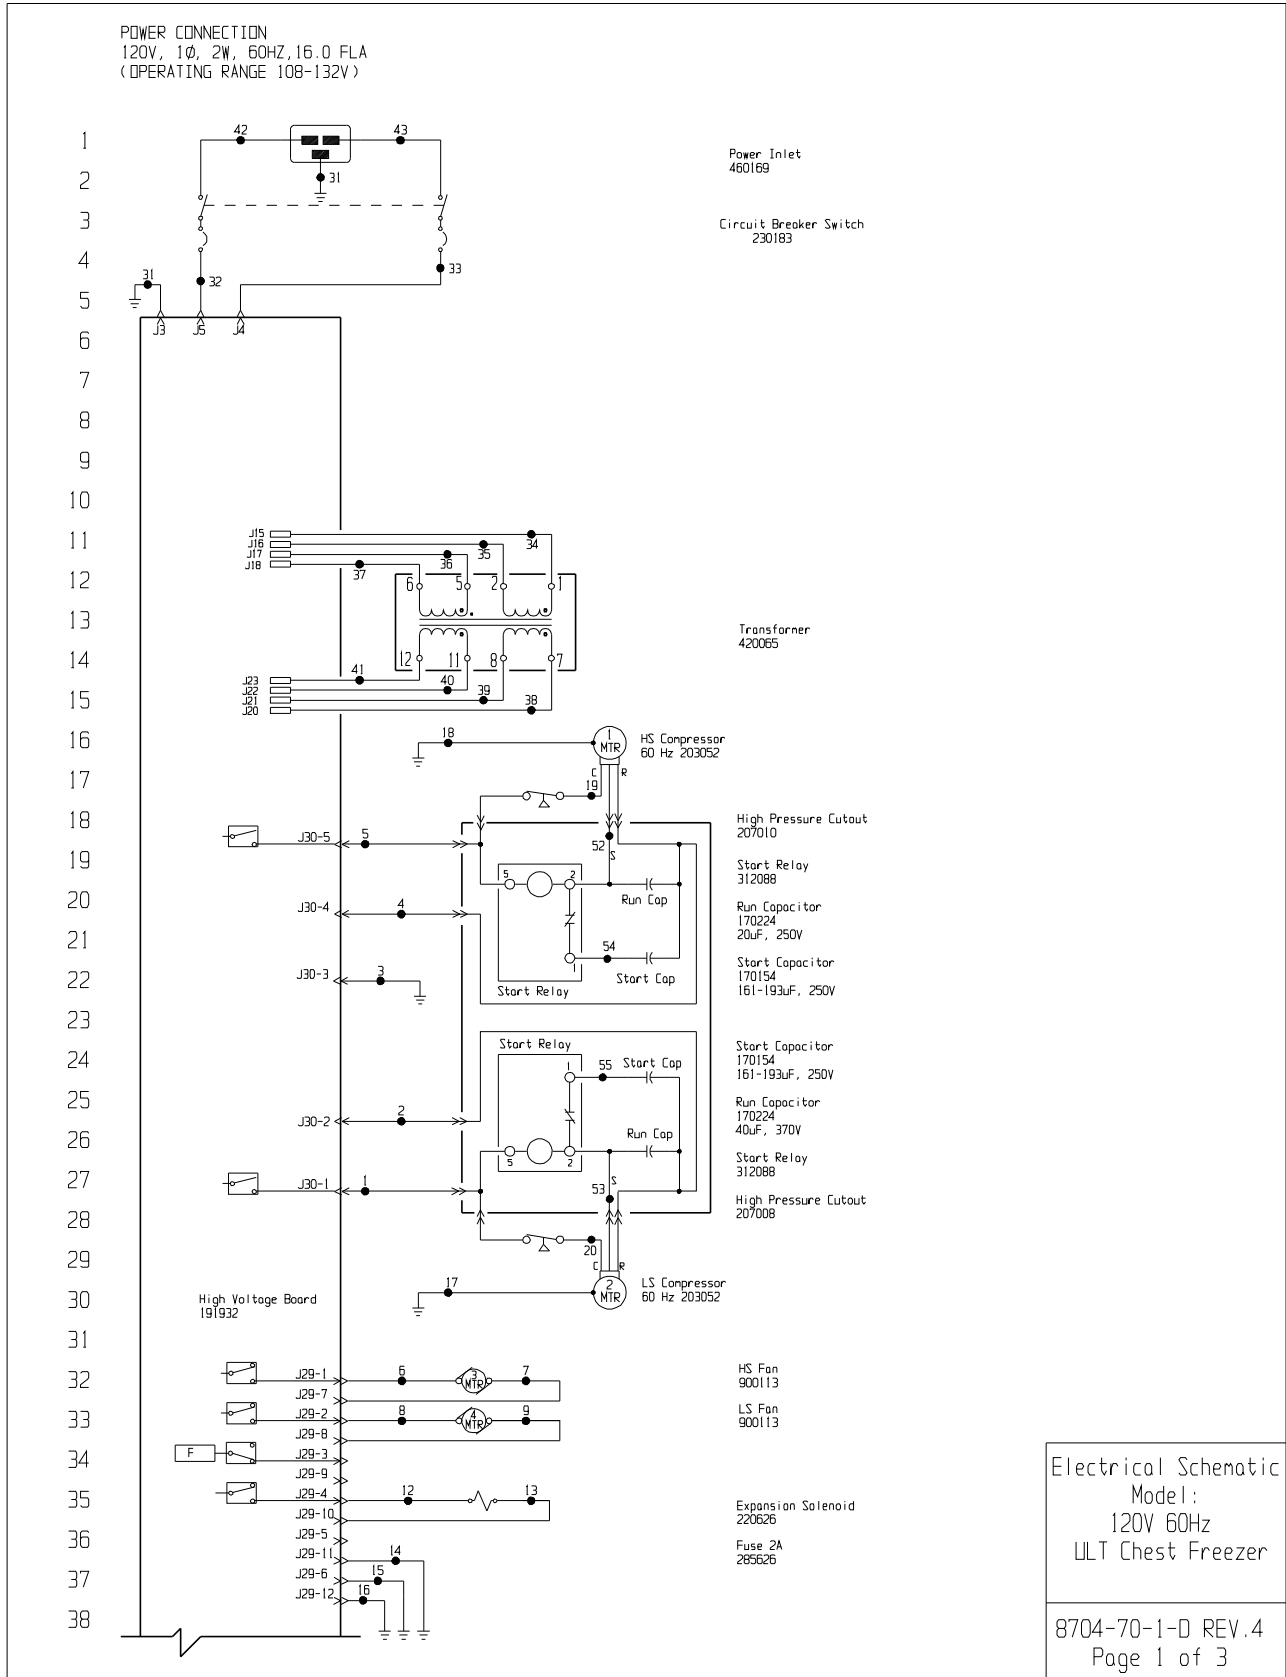 POWER CONNECTION
120V, 1Ø, 2W, 60HZ,16.0 FLA
(OPERATING RANGE 108-132V)
1
42
43
Power Inlet
460169
2
31
3
Circuit Breaker Switch
230183
4
31
32
33
5
J3
J5
J4
6
7
8
9
10
11
J15
J16
J17
J18
34
35
36
37
12
6
5
2
1
13
Transformer
420065
14
12
11
8
7
J23
J22
J21
J20
41
40
39
38
15
16
18
1
MTR
HS Compressor
60 Hz 203052
17
C
R
19
18
High Pressure Cutout
207010
J30-5
5
52
S
19
Start Relay
312088
5
2
20
J30-4
4
Run Cap
Run Capacitor
170224
20uF, 250V
21
54
1
Start Capacitor
170154
161-193uF, 250V
22
J30-3
3
Start Cap
Start Relay
23
24
Start Relay
Start Capacitor
170154
161-193uF, 250V
1
55
Start Cap
25
J30-2
2
Run Capacitor
170224
40uF, 370V
26
Run Cap
5
2
Start Relay
312088
27
J30-1
1
53
S
High Pressure Cutout
207008
28
29
20
C
R
30
17
2
MTR
LS Compressor
60 Hz 203052
High Voltage Board
191932
31
32
J29-1
6
3
MTR
7
HS Fan
900113
J29-7
33
J29-2
8
4
MTR
9
LS Fan
900113
J29-8
34
F
J29-3
J29-9
35
J29-4
12
13
Expansion Solenoid
220626
J29-10
36
J29-5
Fuse 2A
285626
J29-11
14
37
J29-6
15
J29-12
16
38
Electrical Schematic
Model:
120V 60Hz
ULT Chest Freezer
8704-70-1-D REV.4
Page 1 of 3